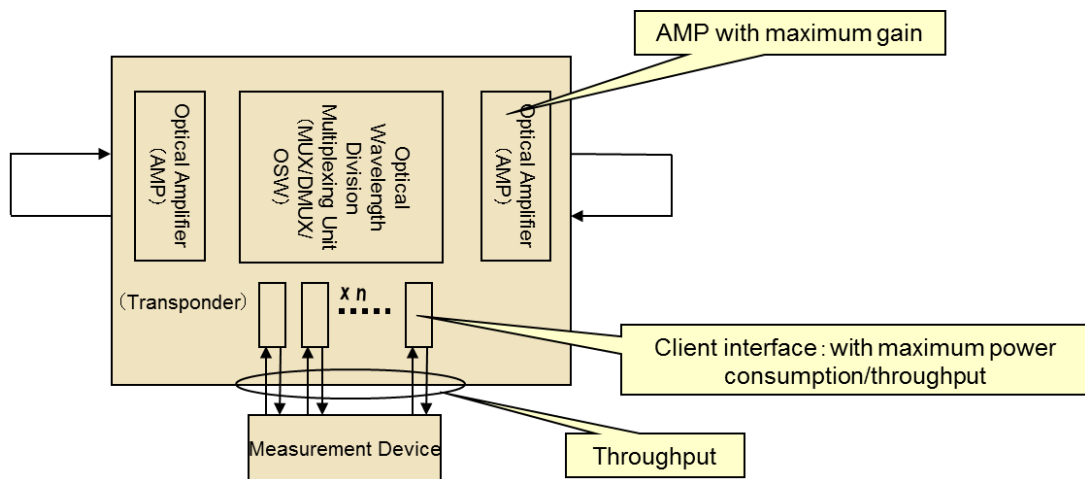 AMP with maximum gain
Optical Amplifier
（AMP）
Optical
Wavelength
Division
Multiplexing Unit
（MUX/DMUX/
OSW）
Optical Amplifier
（AMP）
（Transponder）
x n
Client interface：with maximum power
consumption/throughput
Measurement Device
Throughput